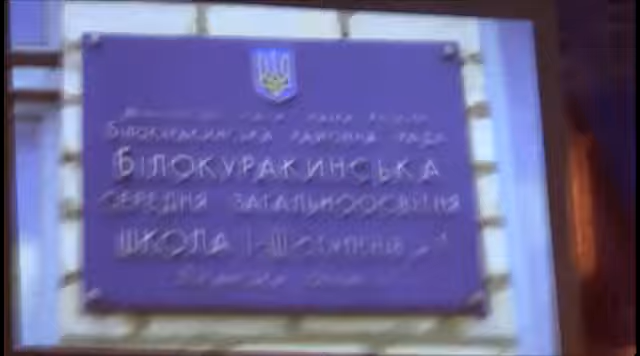 БІЛОКУРАКИНСЬКА РАЙОННА РАДА
БІЛОКУРАКИНСЬКА
СЕРЕДНЯ ЗАГАЛЬНООСВІТНЯ
ШКОЛА І-ІІІ СТУПЕНІВ